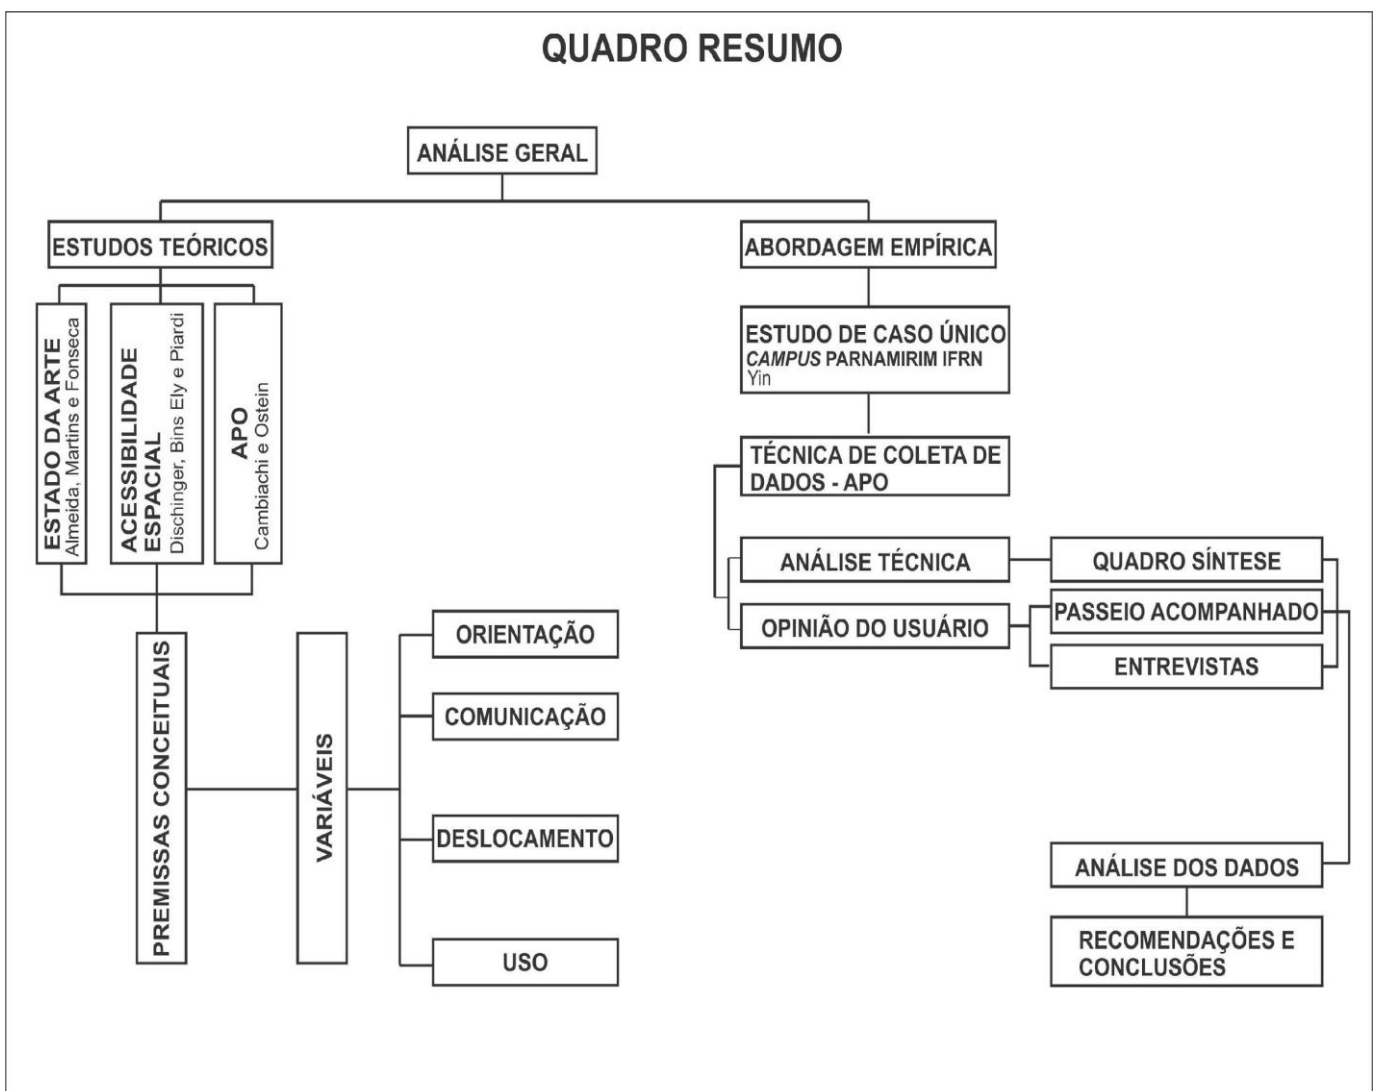 QUADRO RESUMO
ANÁLISE GERAL
ESTUDOS TEÓRICOS
ABORDAGEM EMPÍRICA
ESTADO DA ARTE
Almeida, Martins e Fonseca
ACESSIBILIDADE
ESPACIAL
Dischinger, Bins Ely e Piardi
APO
Cambiachi e Ostein
ESTUDO DE CASO ÚNICO
CAMPUS PARNAMIRIM IFRN
Yin
TÉCNICA DE COLETA DE
DADOS - APO
ANÁLISE TÉCNICA
QUADRO SÍNTESE
OPINIÃO DO USUÁRIO
PASSEIO ACOMPANHADO
ENTREVISTAS
PREMISSAS CONCEITUAIS
VARIÁVEIS
ORIENTAÇÃO
COMUNICAÇÃO
DESLOCAMENTO
USO
ANÁLISE DOS DADOS
RECOMENDAÇÕES E
CONCLUSÕES